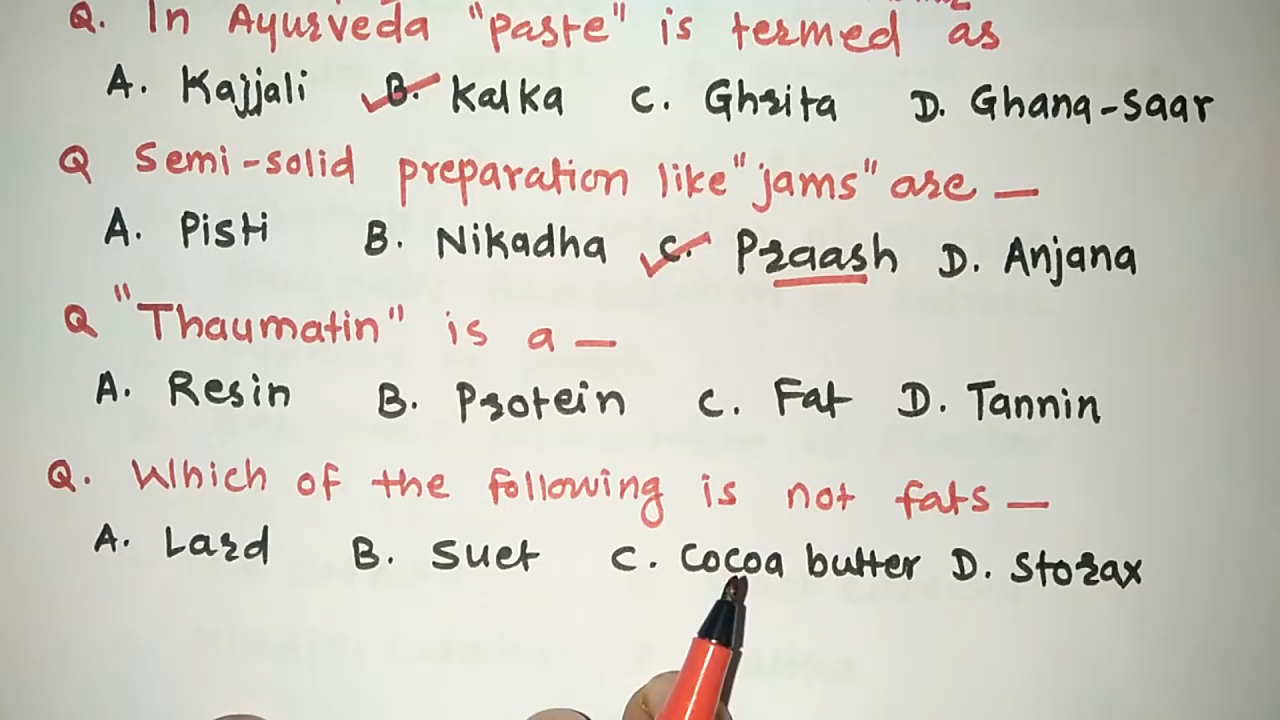 Q. In Ayurveda "paste" is termed as
A. Kajjali B. Kalka C. Ghrita D. Ghana-Saar
Q Semi-solid preparation like "jams" are —
A. Pisti B. Nikadha C. Praash D. Anjana
Q "Thaumatin" is a —
A. Resin B. Protein C. Fat D. Tannin
Q. Which of the following is not fats —
A. Lard B. Suet C. Cocoa butter D. Storax